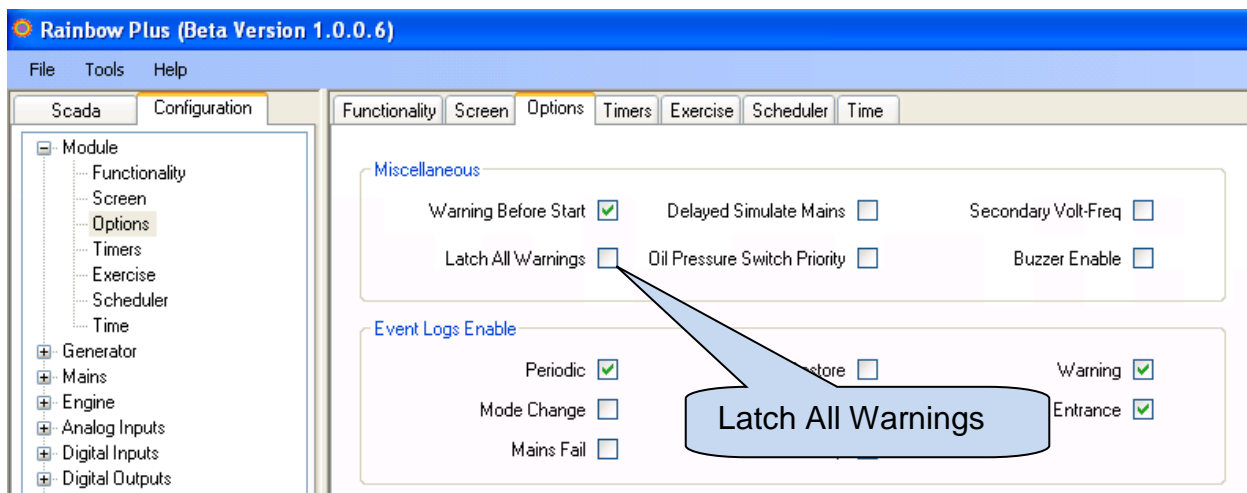 Rainbow Plus (Beta Version 1.0.0.6)
File Tools Help
Scada Configuration
Module
Functionality
Screen
Options
Timers
Exercise
Scheduler
Time
Generator
Mains
Engine
Analog Inputs
Digital Inputs
Digital Outputs
Functionality Screen Options Timers Exercise Scheduler Time
Miscellaneous
Warning Before Start Delayed Simulate Mains Secondary Volt-Freq
Latch All Warnings Oil Pressure Switch Priority Buzzer Enable
Event Logs Enable
Periodic Warning
Mode Change Entrance
Mains Fail
Latch All Warnings